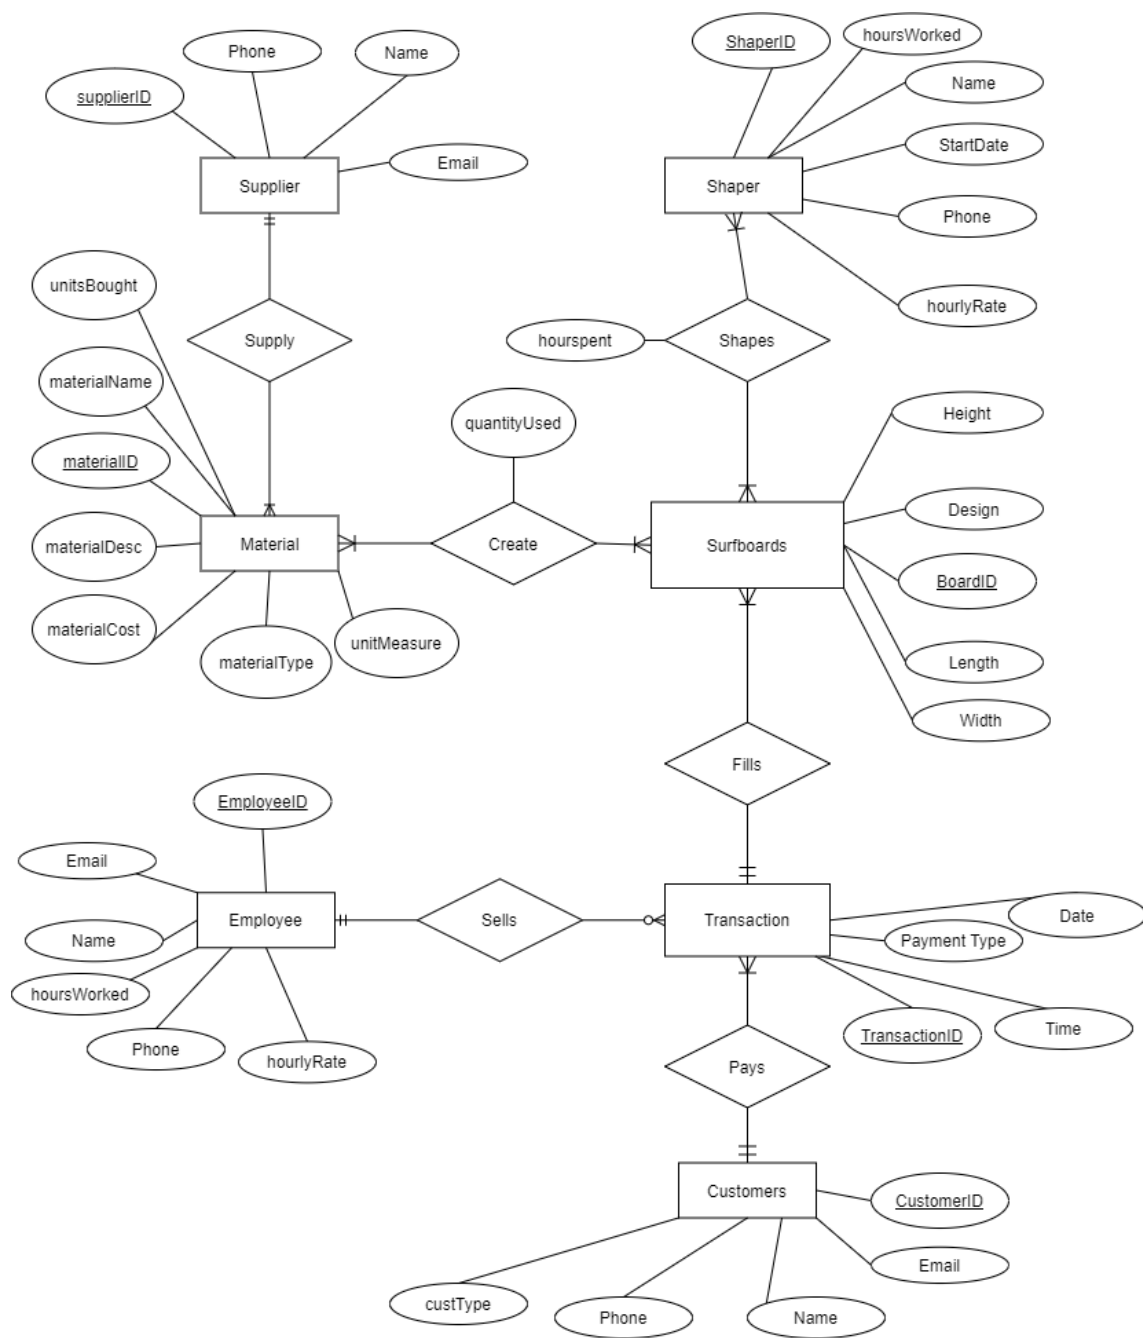 ShaperID
hoursWorked
Phone
Name
supplierID
Name
Email
StartDate
Supplier
Shaper
Phone
unitsBought
hourlyRate
Supply
hourspent
Shapes
materialName
quantityUsed
Height
materialID
Design
materialDesc
Material
Create
Surfboards
BoardID
materialCost
materialType
unitMeasure
Length
Width
Fills
EmployeeID
Email
Employee
Sells
Transaction
Date
Name
Payment Type
hoursWorked
Phone
hourlyRate
TransactionID
Time
Pays
Customers
CustomerID
Email
custType
Phone
Name